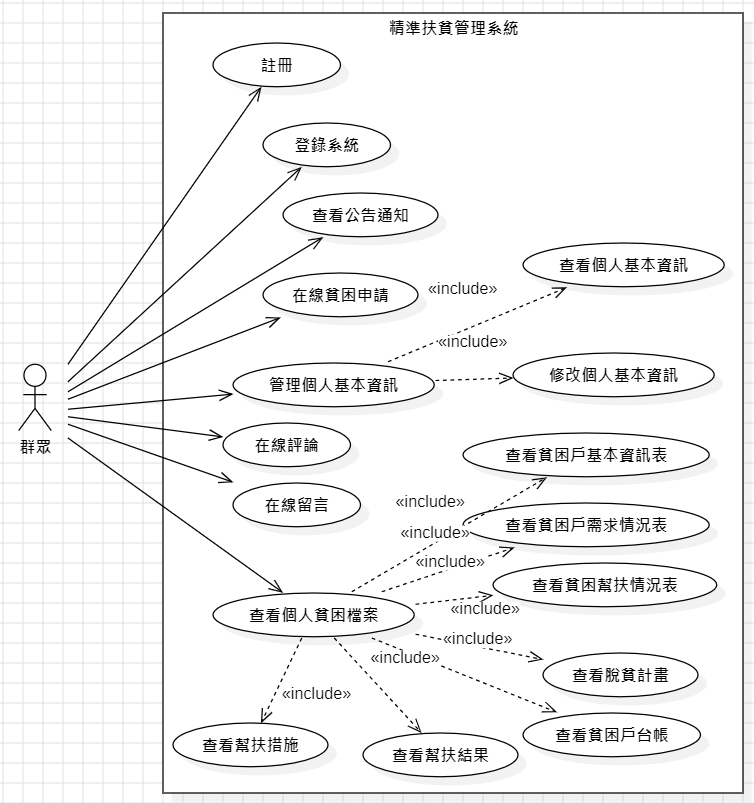 精準扶貧管理系統
註冊
登錄系統
查看公告通知
查看個人基本資訊
在線貧困申請
«include»
«include»
管理個人基本資訊
修改個人基本資訊
群眾
在線評論
查看貧困戶基本資訊表
在線留言
«include»
查看貧困戶需求情況表
«include»
«include»
查看貧困幫扶情況表
«include»
查看個人貧困檔案
«include»
«include»
查看脫貧計畫
«include»
查看貧困戶台帳
查看幫扶措施
查看幫扶結果